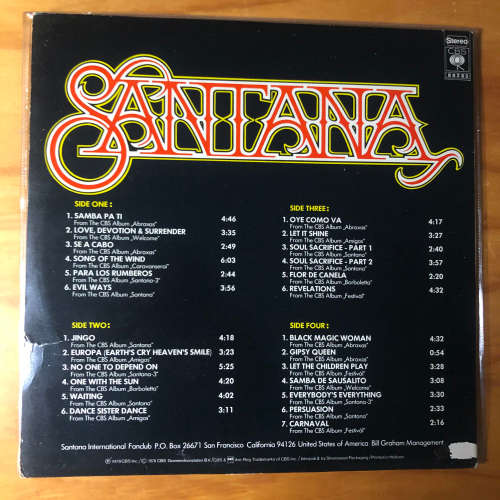 Stereo
CBS
SANTANA
SIDE ONE:
1. SAMBA PA TI 4:46
From The CBS Album „Abraxas"
2. LOVE, DEVOTION & SURRENDER 3:35
From The CBS Album „Welcome"
3. SE A CABO 2:49
From The CBS Album „Abraxas"
4. SONG OF THE WIND 6:03
From The CBS Album „Caravanserai"
5. PARA LOS RUMBEROS 2:44
From The CBS Album „Santana-3"
6. EVIL WAYS 3:56
From The CBS Album „Santana"
SIDE TWO:
1. JINGO 4:18
From The CBS Album „Santana"
2. EUROPA (EARTH'S CRY HEAVEN'S SMILE) 3:23
From The CBS Album „Amigos"
3. NO ONE TO DEPEND ON 5:25
From The CBS Album „Santana-3"
4. ONE WITH THE SUN 4:20
From The CBS Album „Borboletta"
5. WAITING 4:02
From The CBS Album „Santana"
6. DANCE SISTER DANCE 3:11
From The CBS Album „Amigos"
SIDE THREE:
1. OYE COMO VA 4:17
From The CBS Album „Abraxas"
2. LET IT SHINE 3:27
From The CBS Album „Amigos"
3. SOUL SACRIFICE - PART 1 2:40
From The CBS Album „Santana"
4. SOUL SACRIFICE - PART 2 3:57
From The CBS Album „Santana"
5. FLOR DE CANELA 2:20
From The CBS Album „Borboletta"
6. REVELATIONS 4:32
From The CBS Album „Festival"
SIDE FOUR:
1. BLACK MAGIC WOMAN 4:32
From The CBS Album „Abraxas"
2. GIPSY QUEEN 0:54
From The CBS Album „Abraxas"
3. LET THE CHILDREN PLAY 3:28
From The CBS Album „Festival"
4. SAMBA DE SAUSALITO 3:08
From The CBS Album „Welcome"
5. EVERYBODY'S EVERYTHING 3:30
From The CBS Album „Santana-3"
6. PERSUASION 2:33
From The CBS Album „Santana"
7. CARNAVAL 2:16
From The CBS Album „Festival"
Santana International Fanclub P.O. Box 26671 San Francisco California 94126 United States of America Bill Graham Management